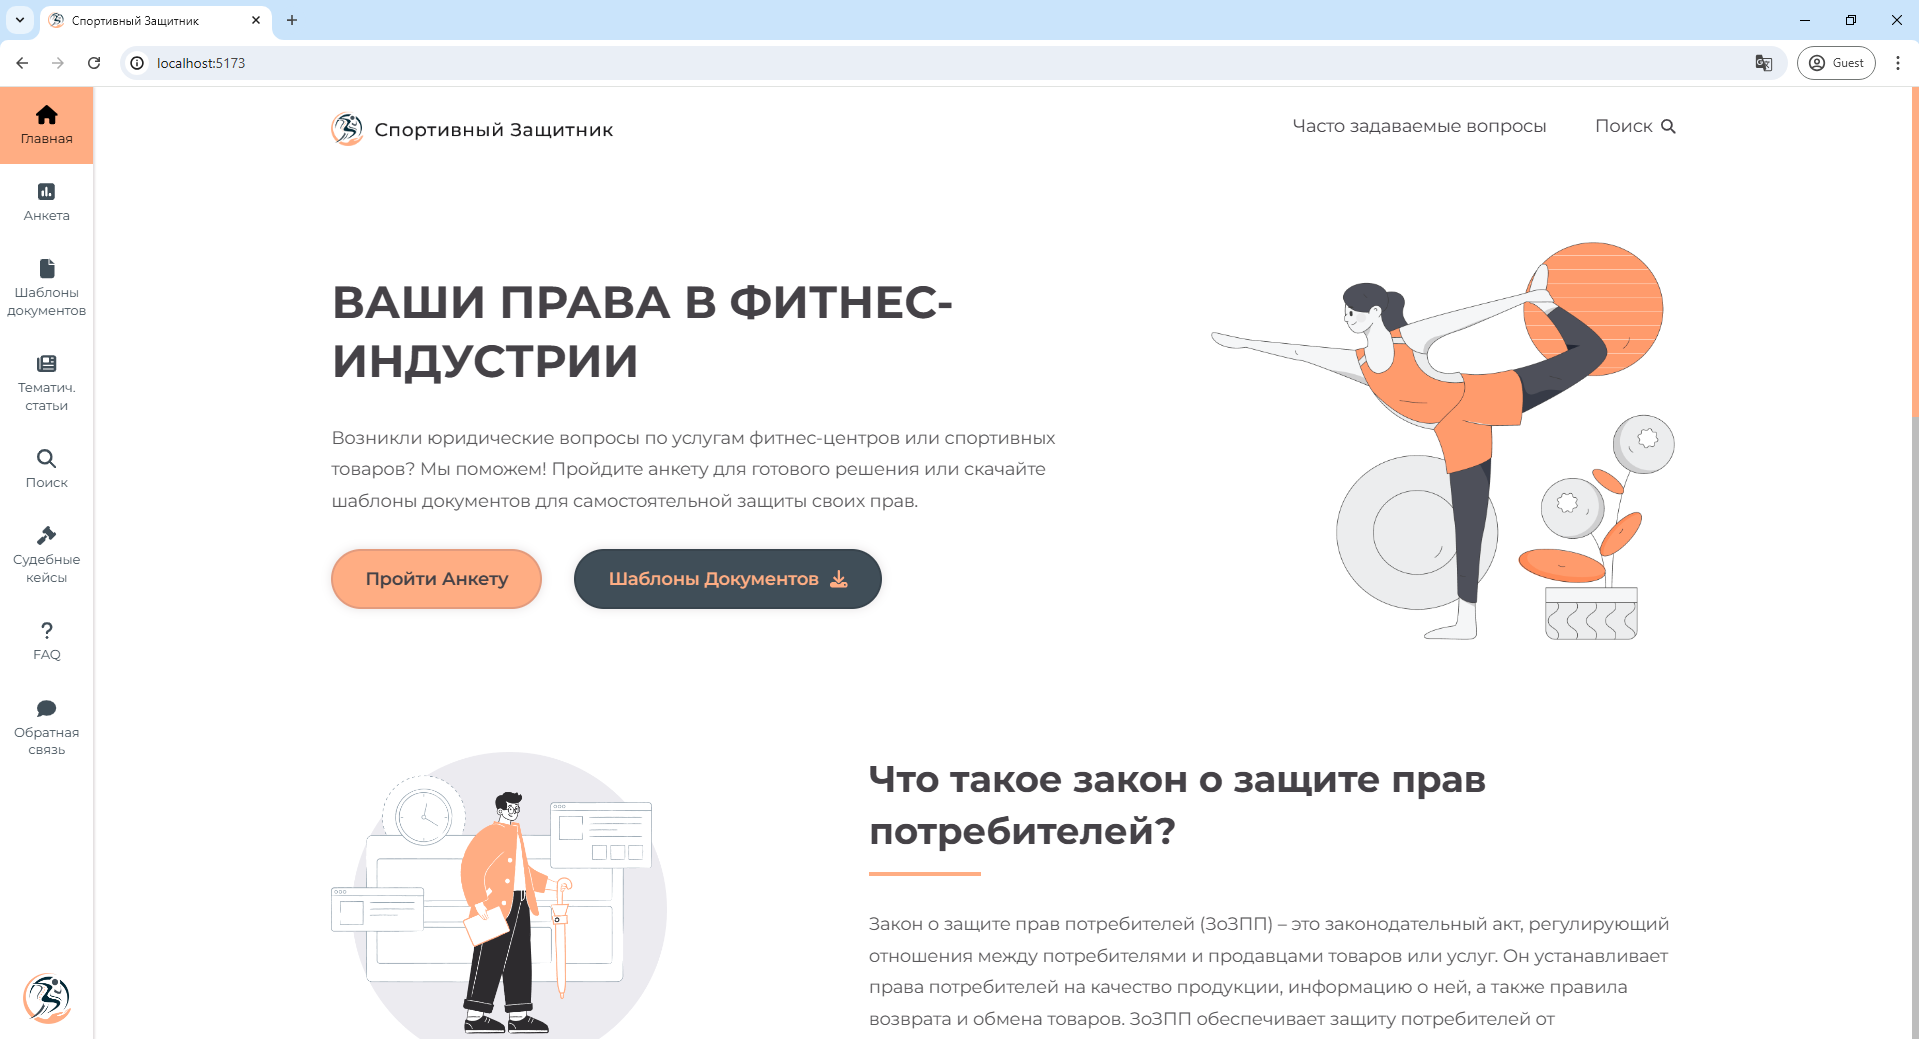 Спортивный Защитник
localhost:5173
Guest
Главная
Анкета
Шаблоны
документов
Тематич.
статьи
Поиск
Судебные
кейсы
FAQ
Обратная
связь
Спортивный Защитник
Часто задаваемые вопросы
Поиск
ВАШИ ПРАВА В ФИТНЕС-
ИНДУСТРИИ
Возникли юридические вопросы по услугам фитнес-центров или спортивных
товаров? Мы поможем! Пройдите анкету для готового решения или скачайте
шаблоны документов для самостоятельной защиты своих прав.
Пройти Анкету
Шаблоны Документов
Что такое закон о защите прав
потребителей?
Закон о защите прав потребителей (ЗоЗПП) – это законодательный акт, регулирующий
отношения между потребителями и продавцами товаров или услуг. Он устанавливает
права потребителей на качество продукции, информацию о ней, а также правила
возврата и обмена товаров. ЗоЗПП обеспечивает защиту потребителей от